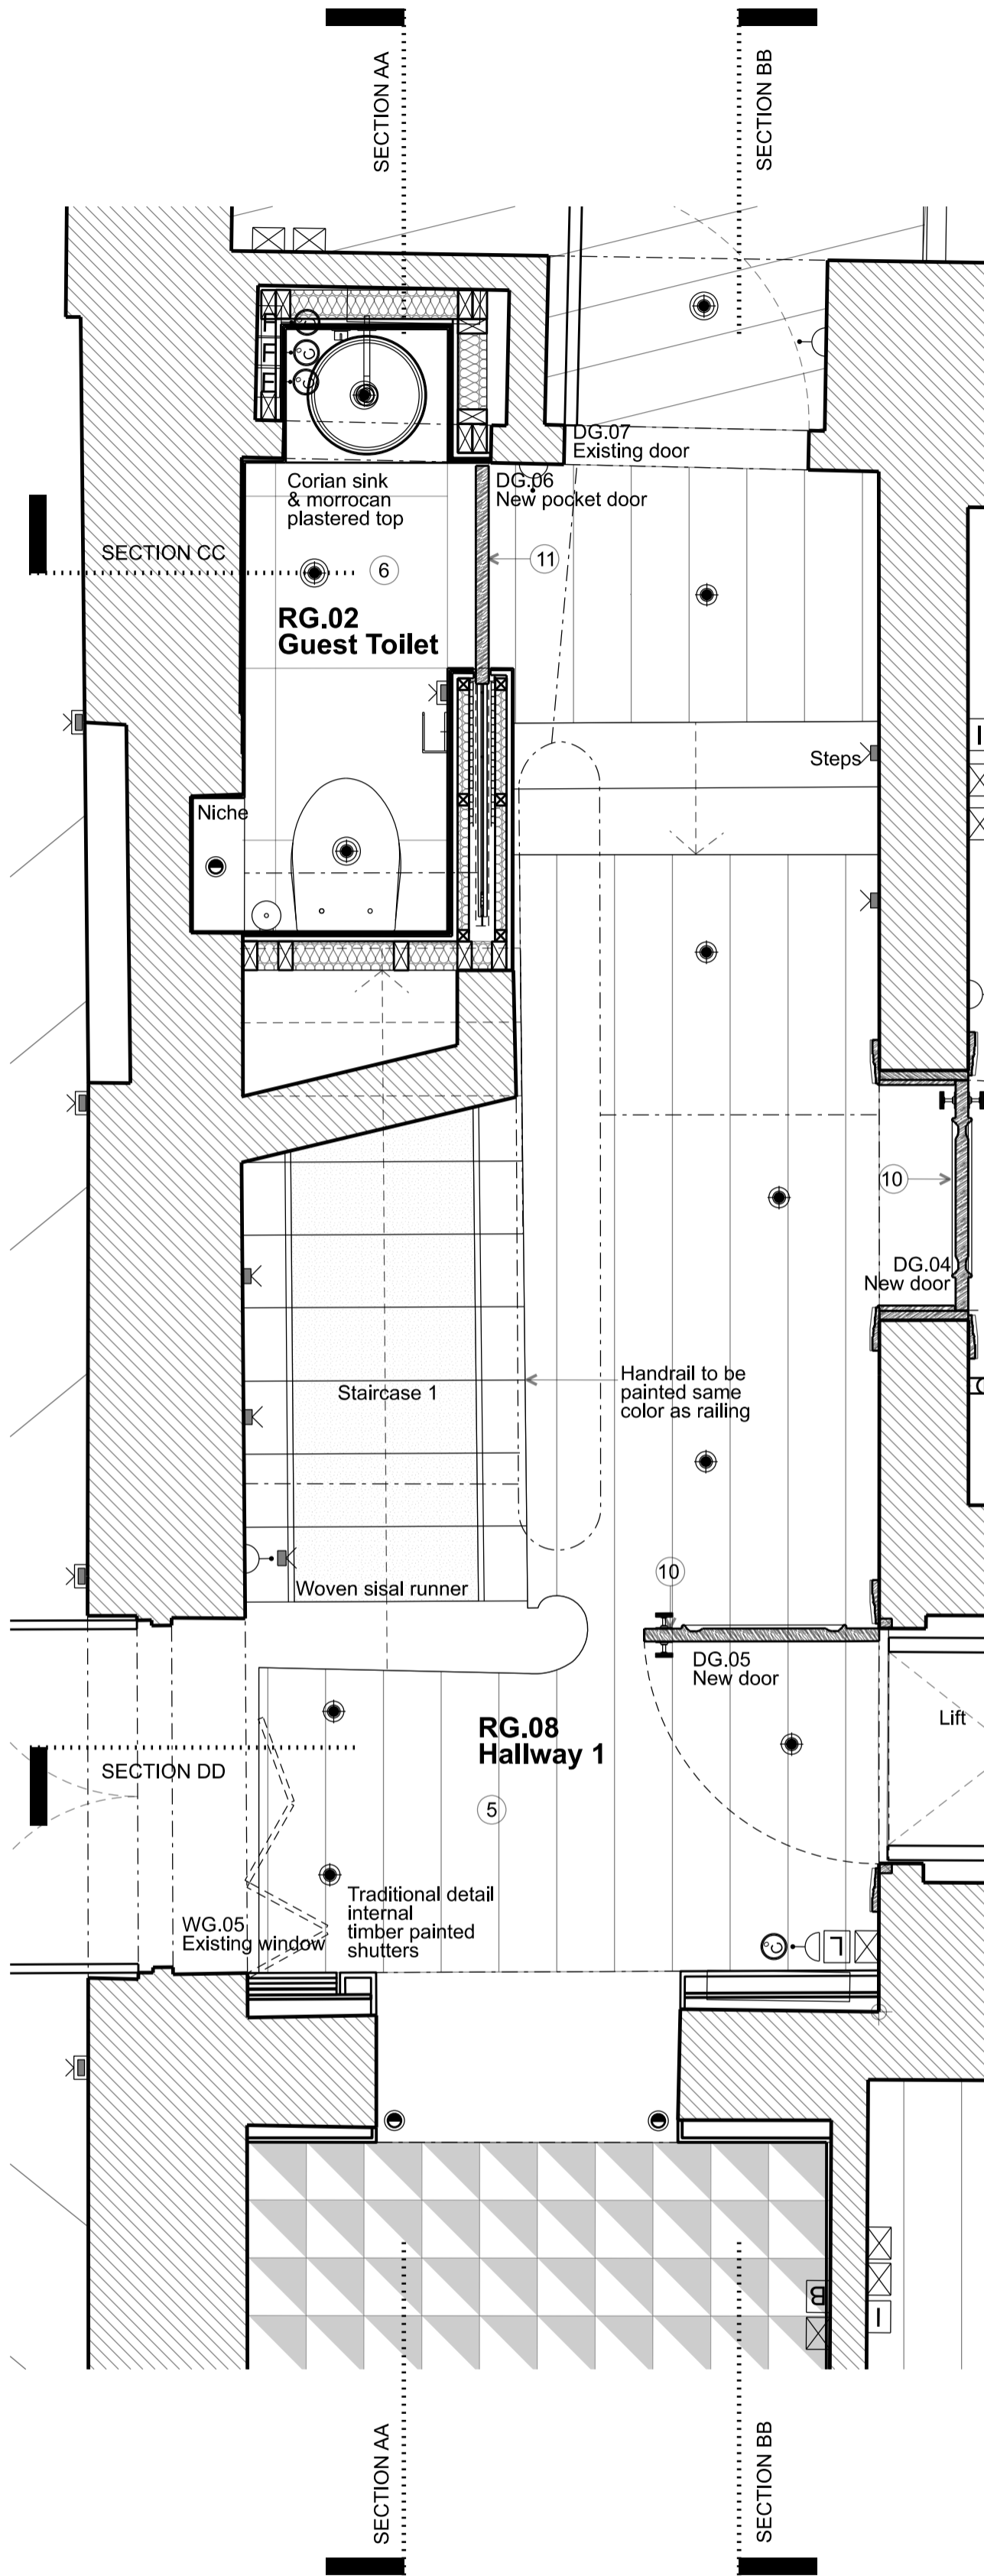 SECTION AA
SECTION BB
F
F
E
C°
C°
C°
DG.07
Existing door
Corian sink
& morrocan
plastered top
DG.06
New pocket door
SECTION CC
6
11
RG.02
Guest Toilet
Steps
Niche
10
DG.04
New door
Handrail to be
painted same
color as railing
Staircase 1
Woven sisal runner
10
DG.05
New door
Lift
RG.08
Hallway 1
SECTION DD
5
Traditional detail
internal
timber painted
shutters
WG.05
Existing window
C°
L
B
I
SECTION AA
SECTION BB